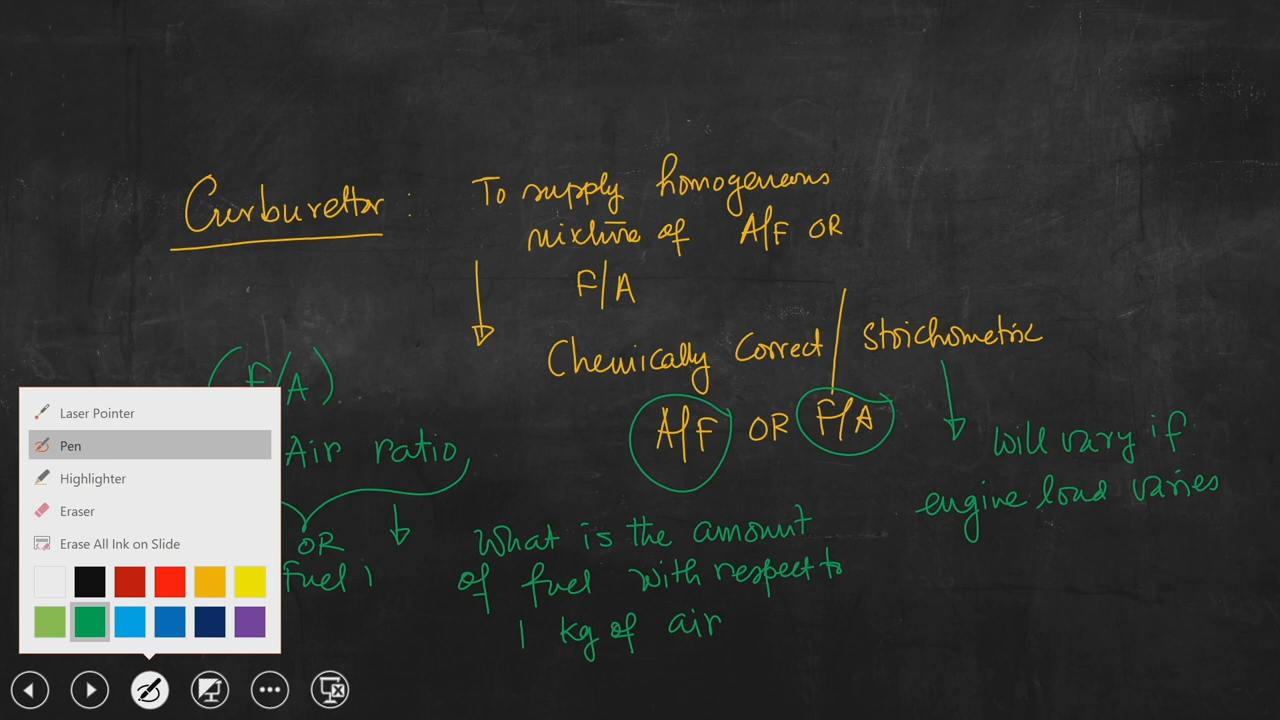 Curburettor : To supply homogeneous
mixture of A/F OR
F/A
Chemically Correct / Stoichometric
A/F OR F/A
(F/A)
Air ratio
OR
fuel
What is the amount
of fuel with respect to
1 kg of air
Will vary if
engine load varies
Laser Pointer
Pen
Highlighter
Eraser
Erase All Ink on Slide